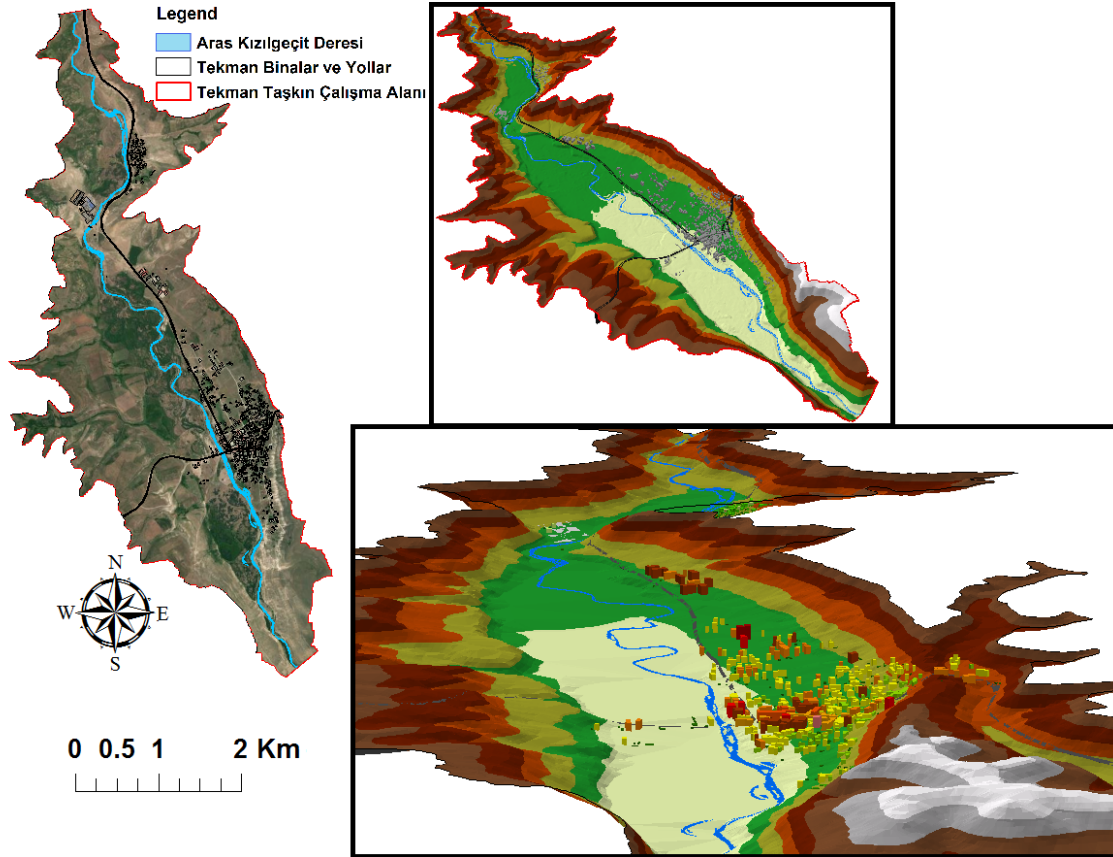 Legend
Aras Kızılgeçit Deresi
Tekman Binalar ve Yollar
Tekman Taşkın Çalışma Alanı
N
W E
S
0 0.5 1 2 Km